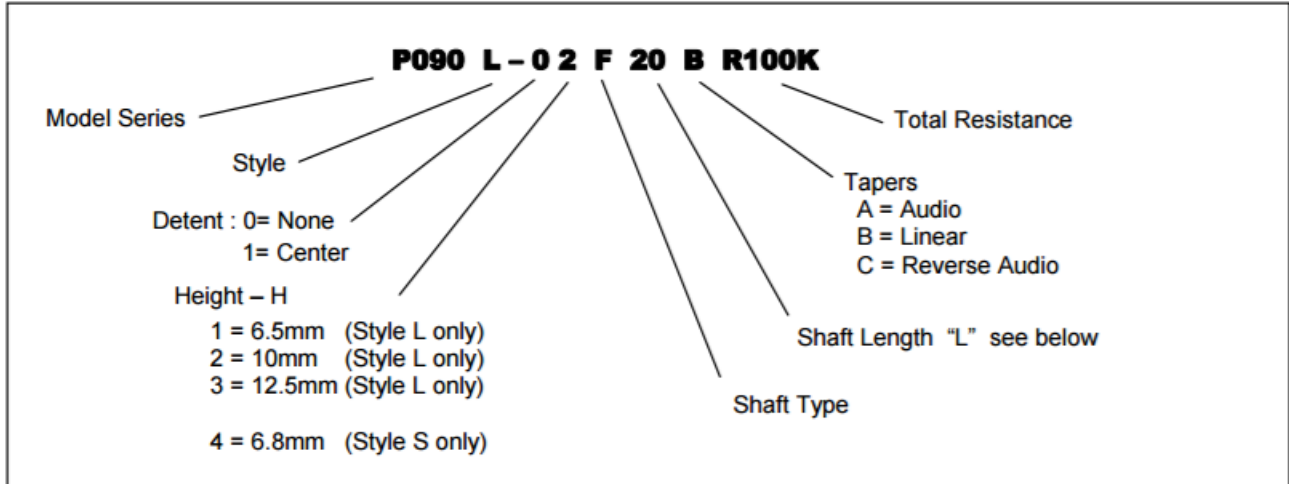 P090 L – 0 2 F 20 B R100K
Model Series
Total Resistance
Style
Tapers
A = Audio
B = Linear
C = Reverse Audio
Detent : 0= None
1= Center
Height – H
1 = 6.5mm (Style L only)
2 = 10mm (Style L only)
3 = 12.5mm (Style L only)
4 = 6.8mm (Style S only)
Shaft Length “L” see below
Shaft Type